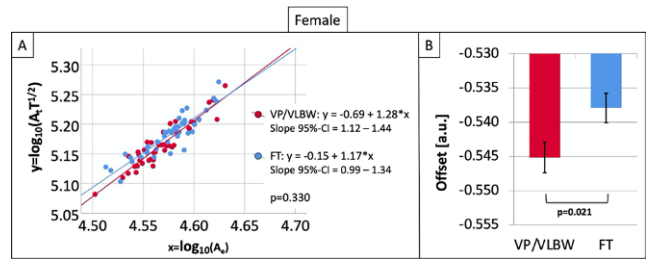 Female
A
y=log10(AtT^1/2)
5.30
5.25
5.20
5.15
5.10
5.05
4.50
4.55
4.60
4.65
4.70
x=log10(Ae)
VP/VLBW: y = -0.69 + 1.28*x
Slope 95%-CI = 1.12 – 1.44
FT: y = -0.15 + 1.17*x
Slope 95%-CI = 0.99 – 1.34
p=0.330
B
Offset [a.u.]
-0.530
-0.535
-0.540
-0.545
-0.550
-0.555
p=0.021
VP/VLBW
FT